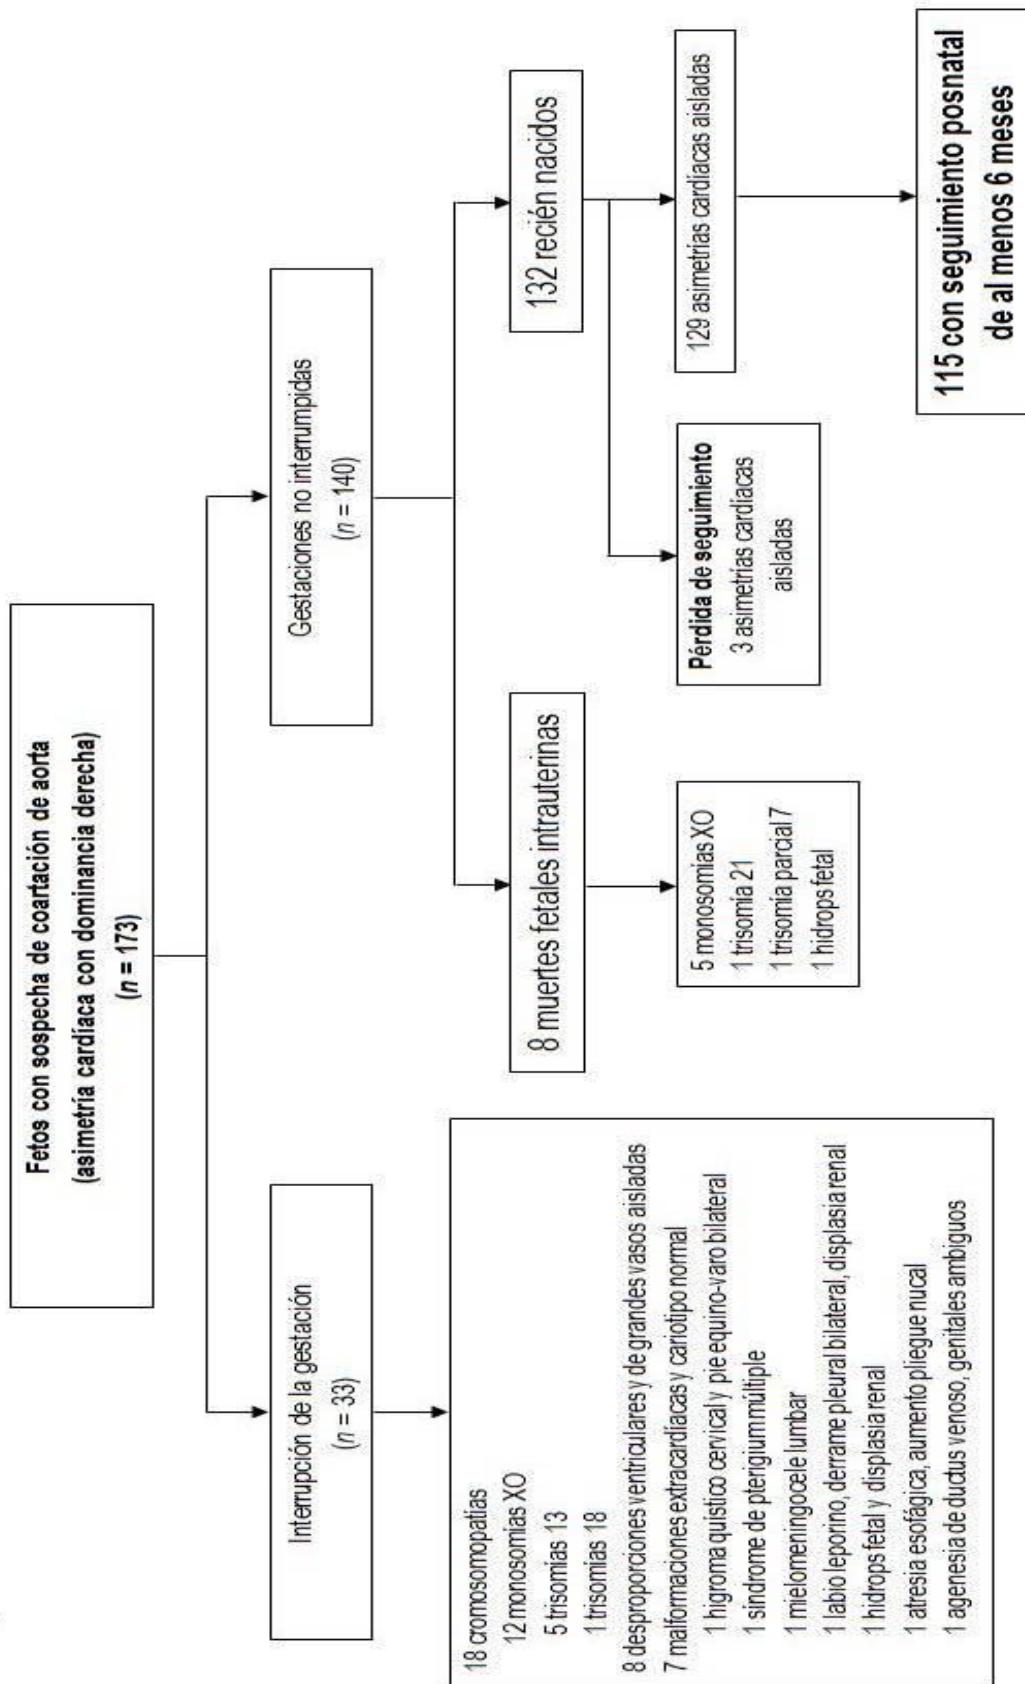 Fetos con sospecha de coartación de aorta
(asimetría cardíaca con dominancia derecha)
(n = 173)
Interrupción de la gestación
(n = 33)
Gestaciones no interrumpidas
(n = 140)
18 cromosomopatías
12 monosomías XO
5 trisomías 13
1 trisomías 18
8 desproporciones ventriculares y de grandes vasos aisladas
7 malformaciones extracardíacas y cariotipo normal
1 higroma quístico cervical y pie equino-varo bilateral
1 síndrome de pterigium múltiple
1 mielomeningocele lumbar
1 labio leporino, derrame pleural bilateral, displasia renal
1 hidrops fetal y displasia renal
1 atresia esofágica, aumento pliegue nucal
1 agenesia de ductus venoso, genitales ambiguos
8 muertes fetales intrauterinas
132 recién nacidos
5 monosomías XO
1 trisomía 21
1 trisomía parcial 7
1 hidrops fetal
Pérdida de seguimiento
3 asimetrías cardíacas
aisladas
129 asimetrías cardíacas aisladas
115 con seguimiento posnatal
de al menos 6 meses